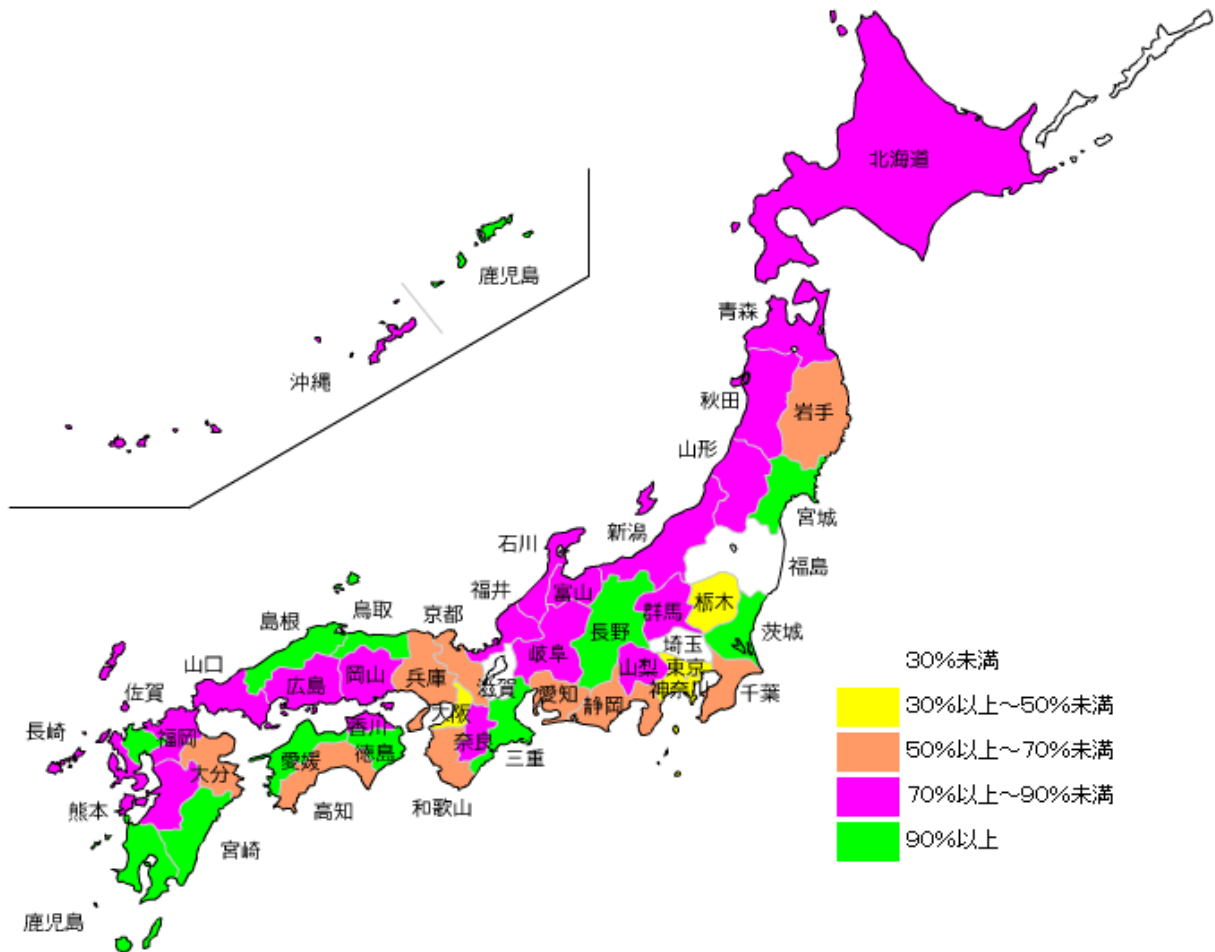 北海道
青森
鹿児島
沖縄
秋田
岩手
山形
宮城
新潟
石川
福島
福井
富山
群馬
栃木
京都
鳥取
島根
長野
茨城
埼玉
岐阜
山梨
東京
山口
岡山
兵庫
滋賀
広島
佐賀
愛知
静岡
神奈川
千葉
大阪
長崎
福岡
香川
奈良
三重
愛媛
徳島
大分
熊本
高知
和歌山
宮崎
鹿児島
30%未満
30%以上～50%未満
50%以上～70%未満
70%以上～90%未満
90%以上